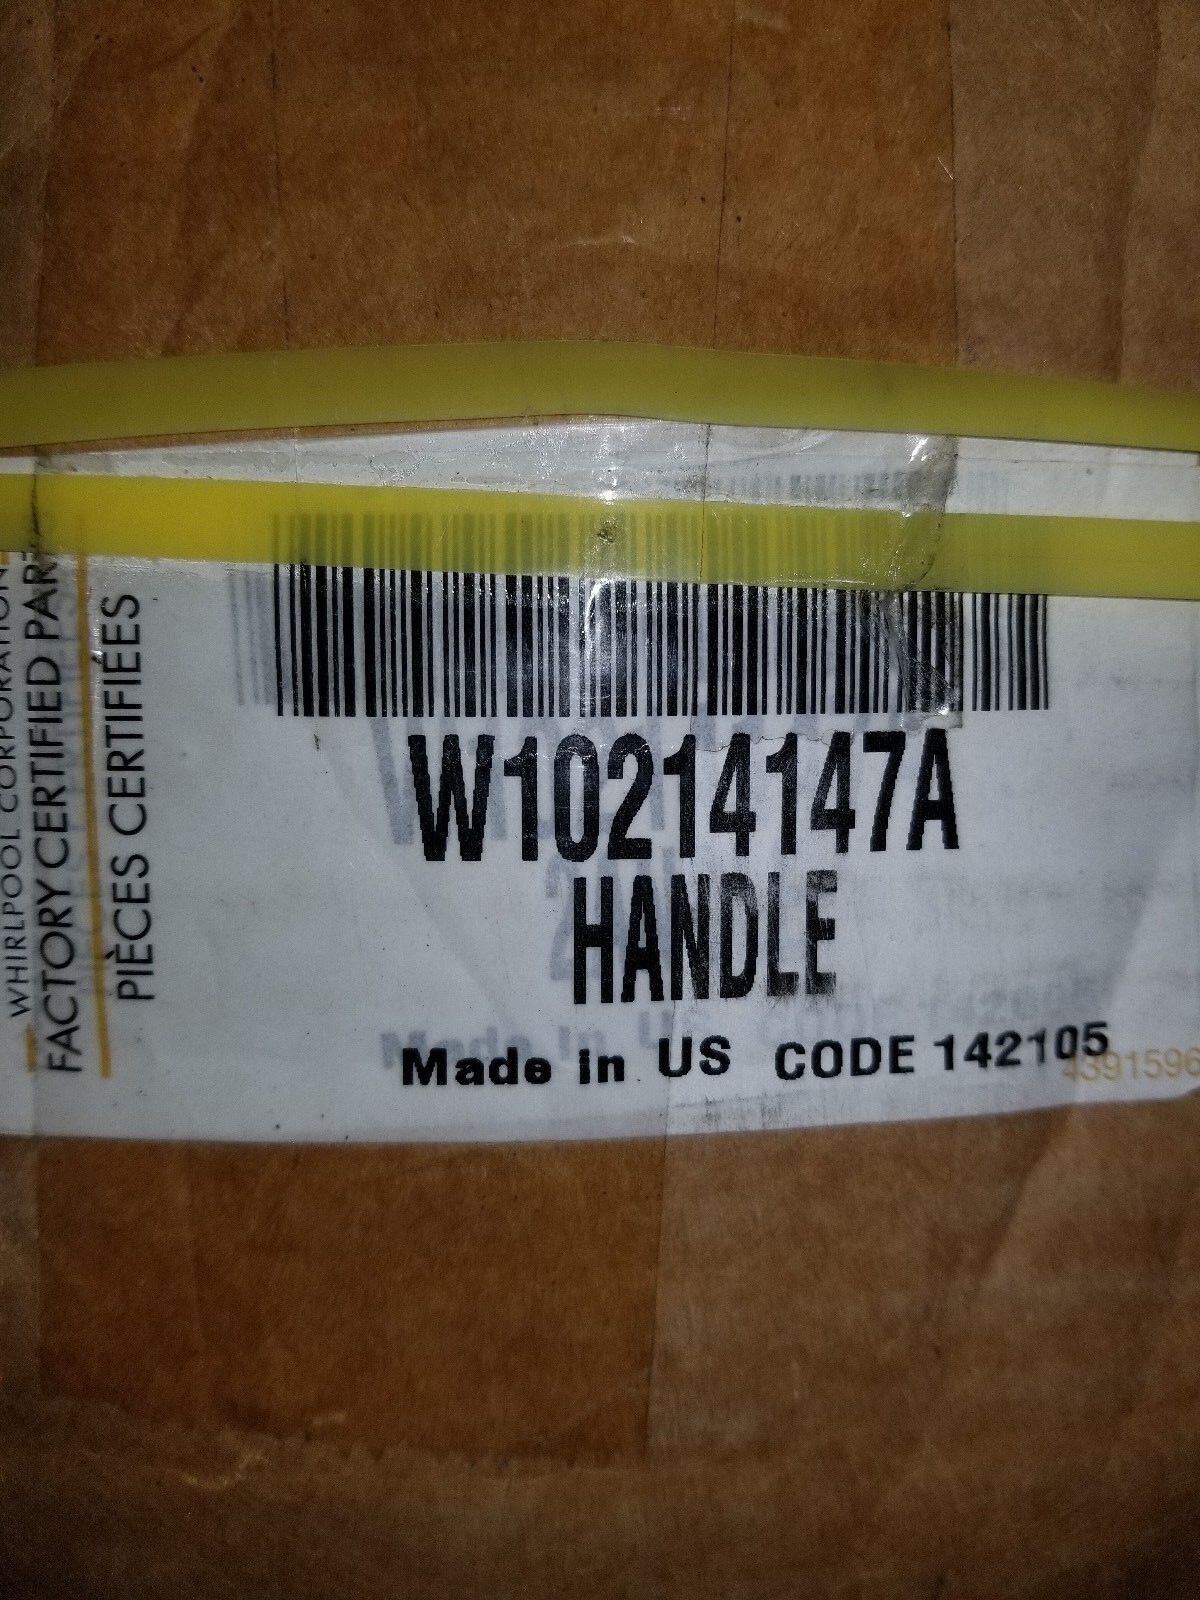 WHIRLPOOL CORPORATION
FACTORY CERTIFIED PAR
PIÈCES CERTIFIÉES
W10214147A
HANDLE
Made in US CODE 142105
4391596